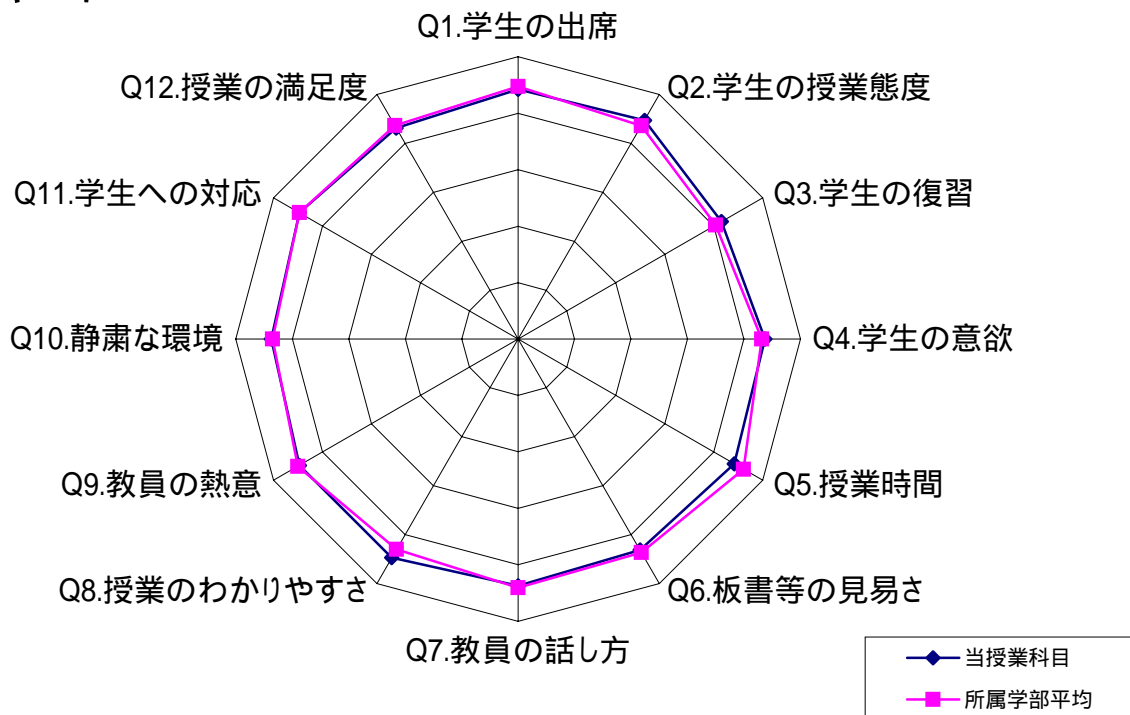 Q1.学生の出席
Q2.学生の授業態度
Q3.学生の復習
Q4.学生の意欲
Q5.授業時間
Q6.板書等の見易さ
Q7.教員の話し方
Q8.授業のわかりやすさ
Q9.教員の熱意
Q10.静粛な環境
Q11.学生への対応
Q12.授業の満足度
当授業科目
所属学部平均